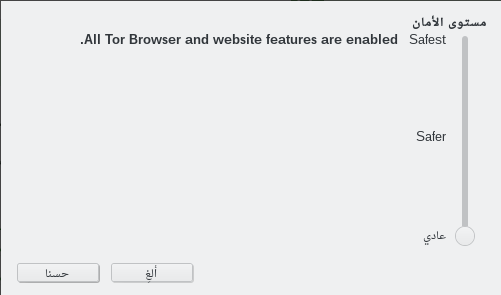 مستوى الأمان
Safest
All Tor Browser and website features are enabled.
Safer
عادي
ألغِ
حسنا